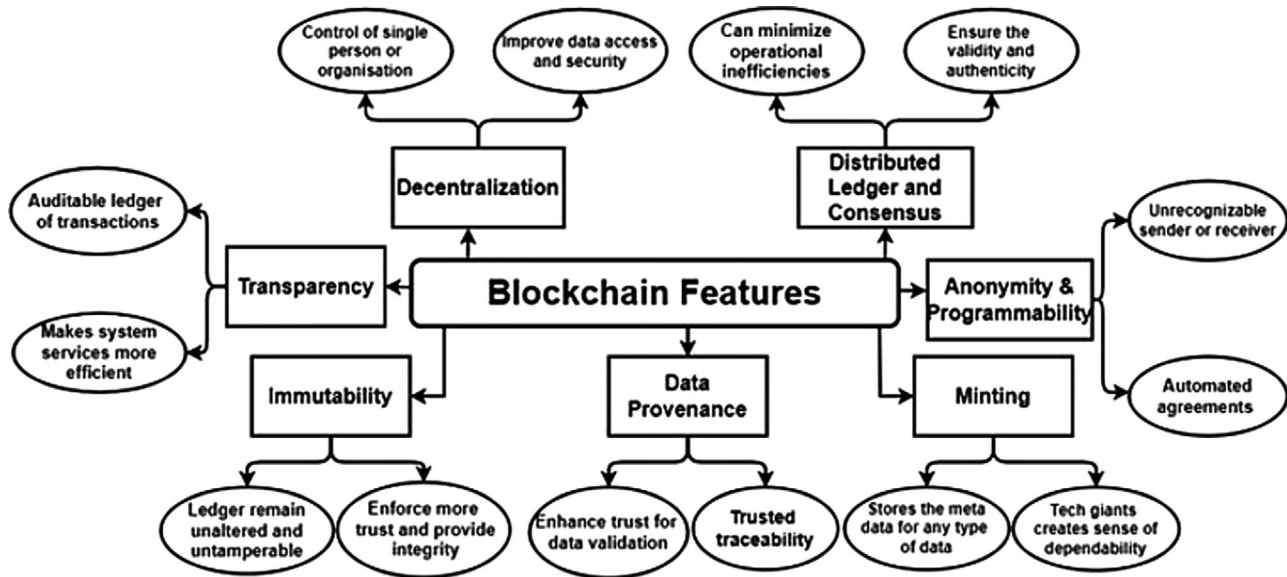 Control of single
person or
organisation
Improve data access
and security
Can minimize
operational
inefficiencies
Ensure the
validity and
authenticity
Decentralization
Distributed
Ledger and
Consensus
Auditable ledger
of transactions
Unrecognizable
sender or receiver
Transparency
Blockchain Features
Anonymity &
Programmability
Makes system
services more
efficient
Immutability
Data
Provenance
Minting
Automated
agreements
Ledger remain
unaltered and
untamperable
Enforce more
trust and provide
integrity
Enhance trust for
data validation
Trusted
traceability
Stores the meta
data for any type
of data
Tech giants
creates sense of
dependability